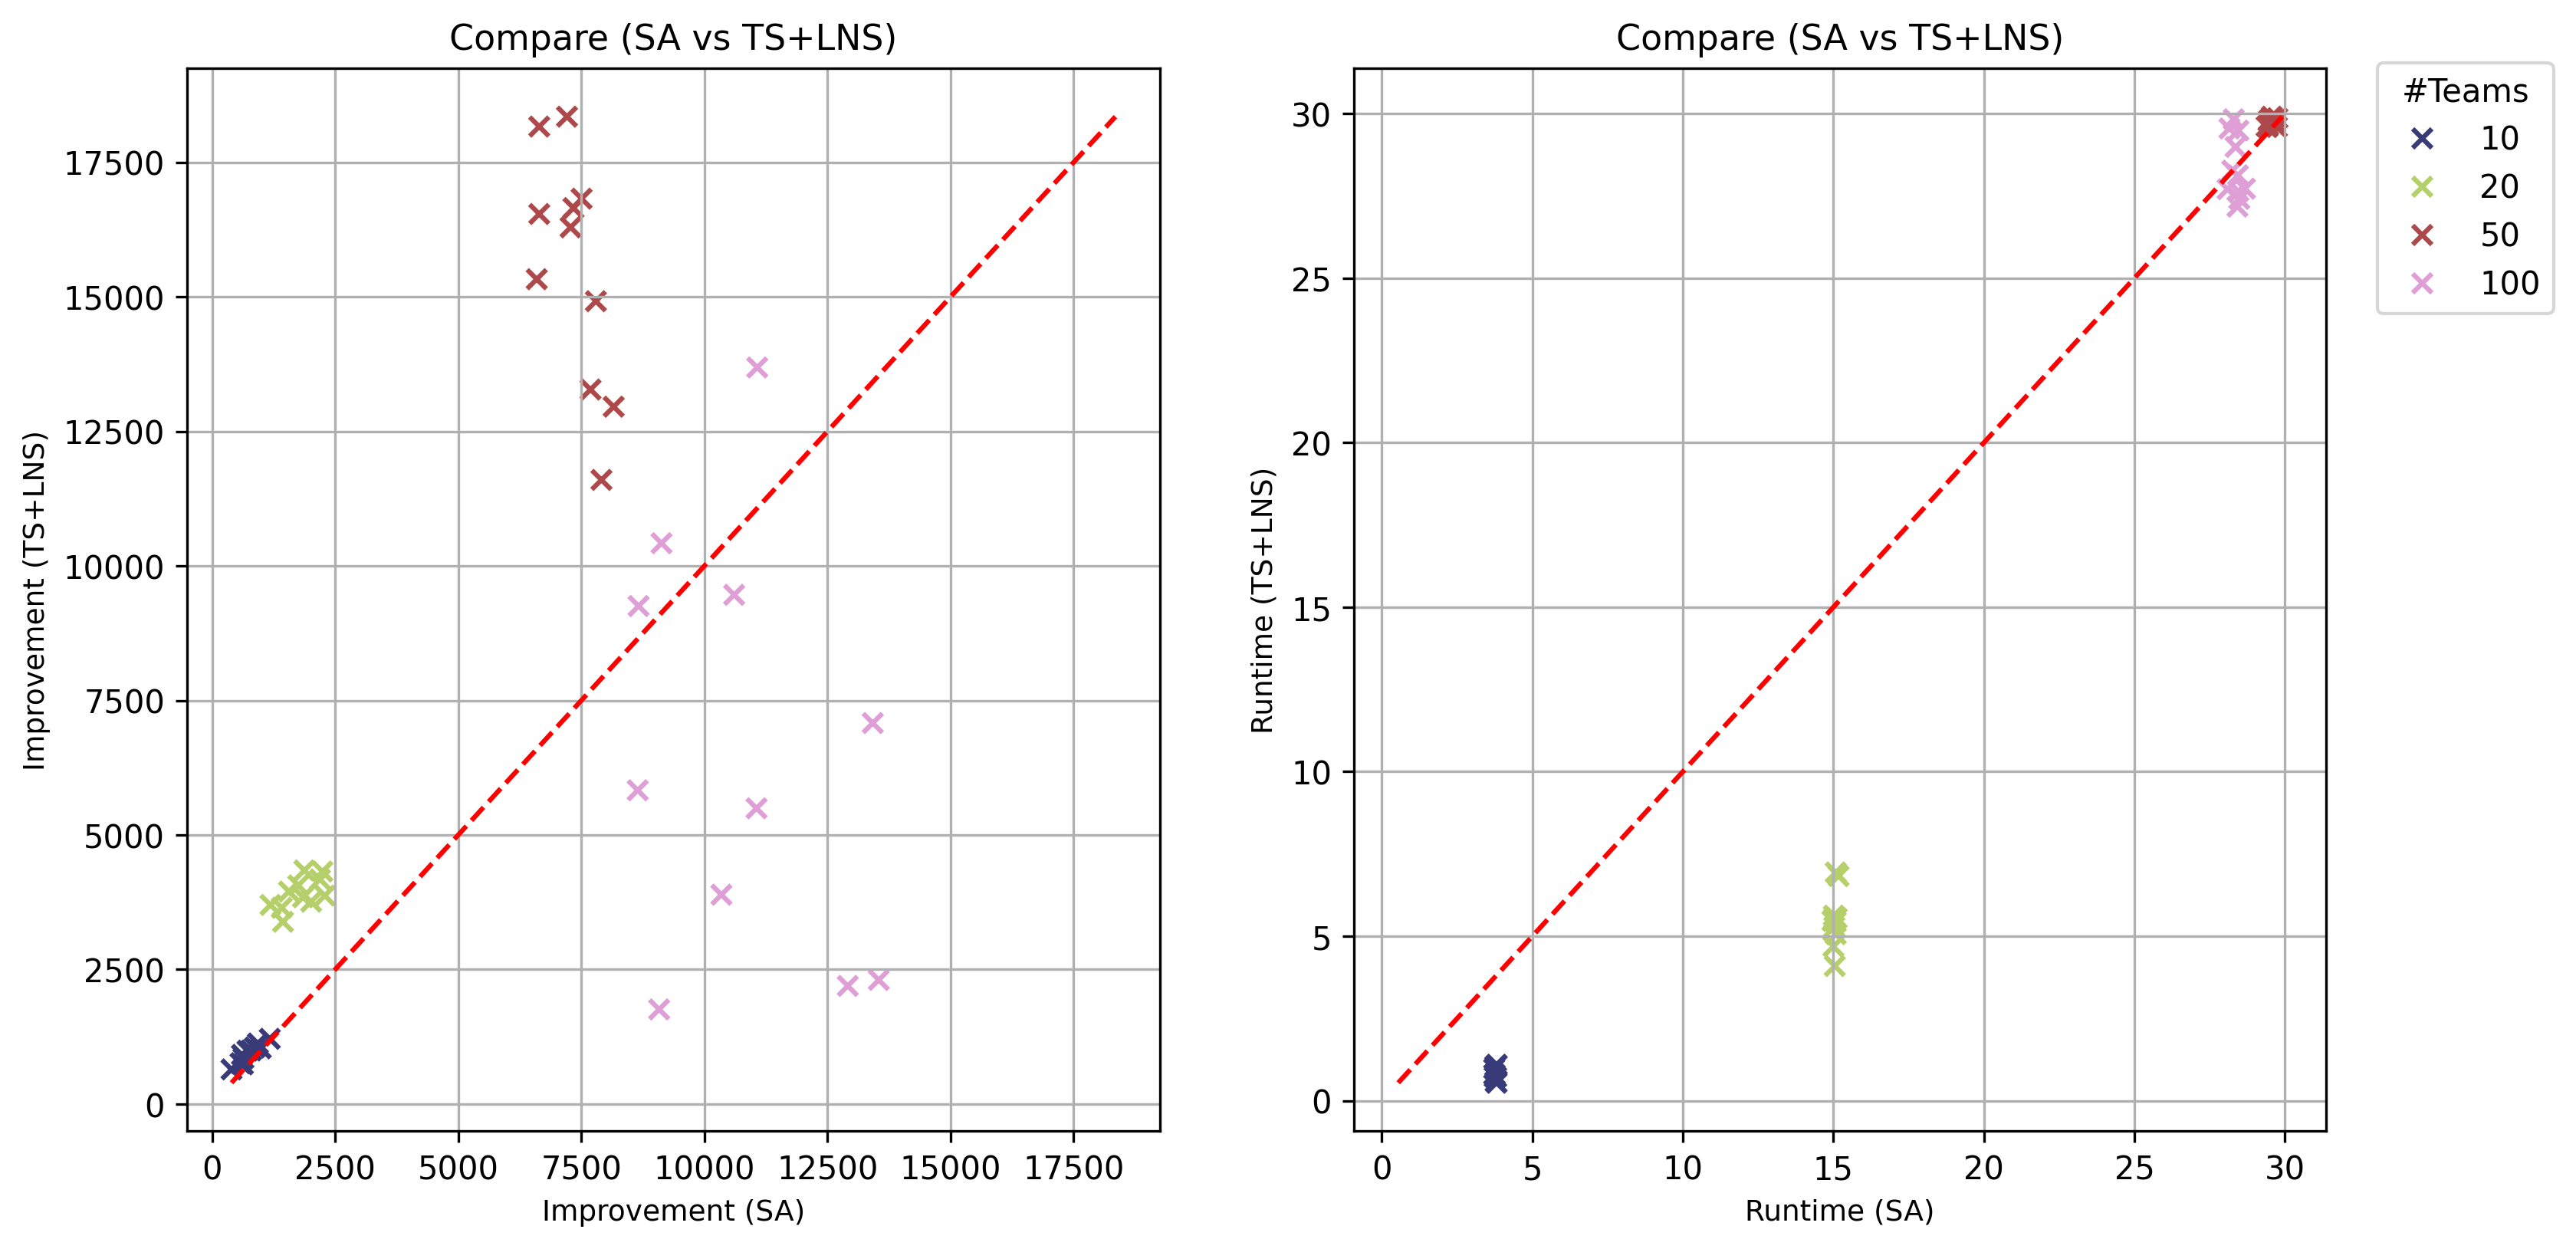 Compare (SA vs TS+LNS)
Improvement (TS+LNS)
17500
15000
12500
10000
7500
5000
2500
0
0 2500 5000 7500 10000 12500 15000 17500
Improvement (SA)
Compare (SA vs TS+LNS)
Runtime (TS+LNS)
30
25
20
15
10
5
0
0 5 10 15 20 25 30
Runtime (SA)
#Teams
10
20
50
100